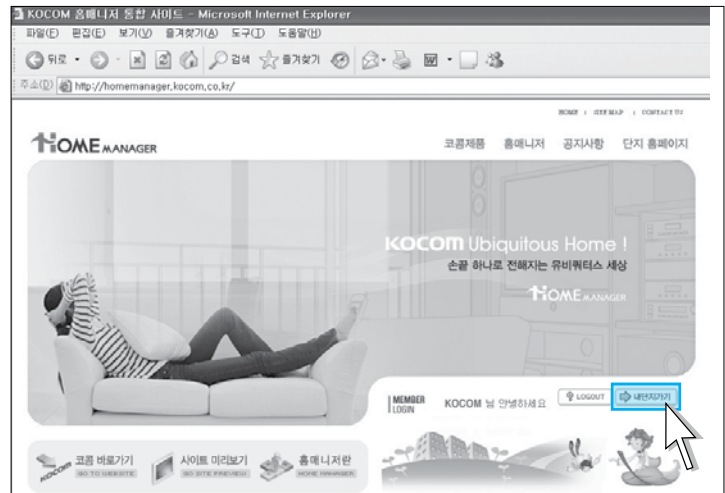 KOCOM 홈매니저 통합 사이트 - Microsoft Internet Explorer
파일(F) 편집(E) 보기(V) 즐겨찾기(A) 도구(T) 도움말(H)
뒤로 검색 즐겨찾기
주소(D) http://homemanager.kocom.co.kr/
HOME | SITEMAP | CONTACT US
HOME MANAGER 코콤제품 홈매니저 공지사항 단지 홈페이지
KOCOM Ubiquitous Home !
손끝 하나로 전해지는 유비쿼터스 세상
HOME MANAGER
MEMBER LOGIN KOCOM 님 안녕하세요 LOGOUT 내단지가기
KOCOM 코콤 바로가기 사이트 미리보기 홈매니저란
GO TO WEBSITE GO SITE PREVIEW HOME MANAGER